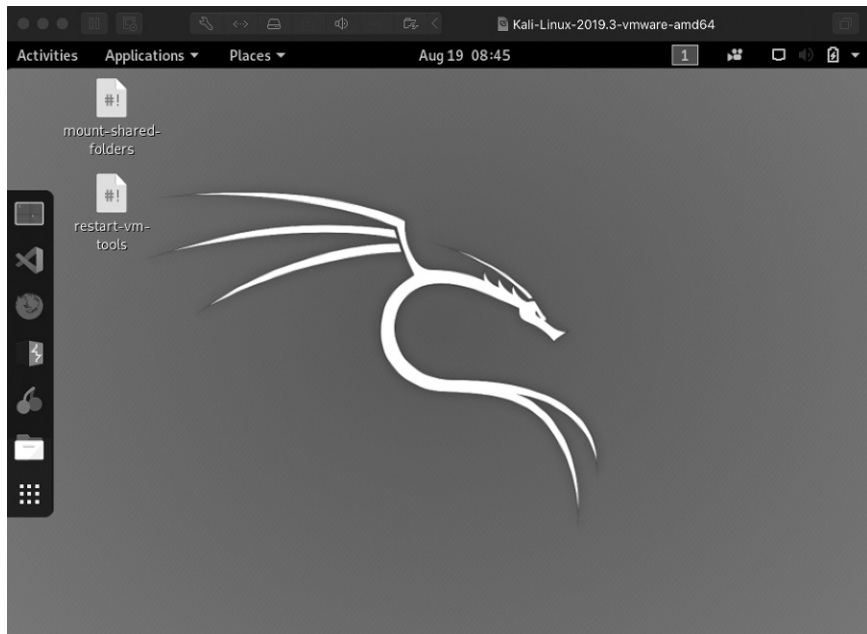 Kali-Linux-2019.3-vmware-amd64
Activities Applications Places Aug 19 08:45 1
#!
mount-shared-
folders
#!
restart-vm-
tools